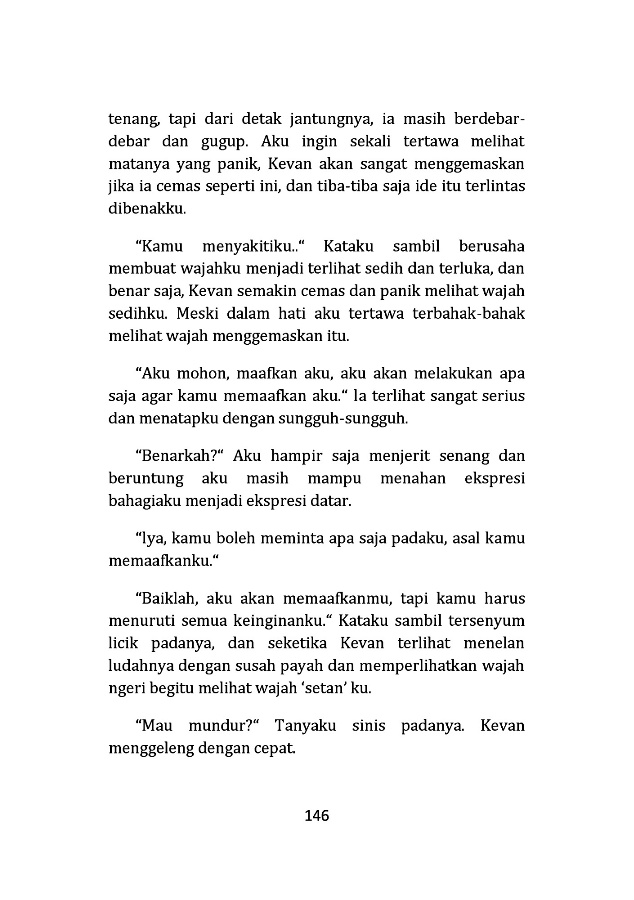 tenang, tapi dari detak jantungnya, ia masih berdebar-
debar dan gugup. Aku ingin sekali tertawa melihat
matanya yang panik, Kevan akan sangat menggemaskan
jika ia cemas seperti ini, dan tiba-tiba saja ide itu terlintas
dibenakku.
“Kamu menyakitiku..“ Kataku sambil berusaha
membuat wajahku menjadi terlihat sedih dan terluka, dan
benar saja, Kevan semakin cemas dan panik melihat wajah
sedihku. Meski dalam hati aku tertawa terbahak-bahak
melihat wajah menggemaskan itu.
“Aku mohon, maafkan aku, aku akan melakukan apa
saja agar kamu memaafkan aku.“ Ia terlihat sangat serius
dan menatapku dengan sungguh-sungguh.
“Benarkah?“ Aku hampir saja menjerit senang dan
beruntung aku masih mampu menahan ekspresi
bahagiaku menjadi ekspresi datar.
“Iya, kamu boleh meminta apa saja padaku, asal kamu
memaafkanku.“
“Baiklah, aku akan memaafkanmu, tapi kamu harus
menuruti semua keinginanku.“ Kataku sambil tersenyum
licik padanya, dan seketika Kevan terlihat menelan
ludahnya dengan susah payah dan memperlihatkan wajah
ngeri begitu melihat wajah ‘setan’ ku.
“Mau mundur?“ Tanyaku sinis padanya. Kevan
menggeleng dengan cepat.
146